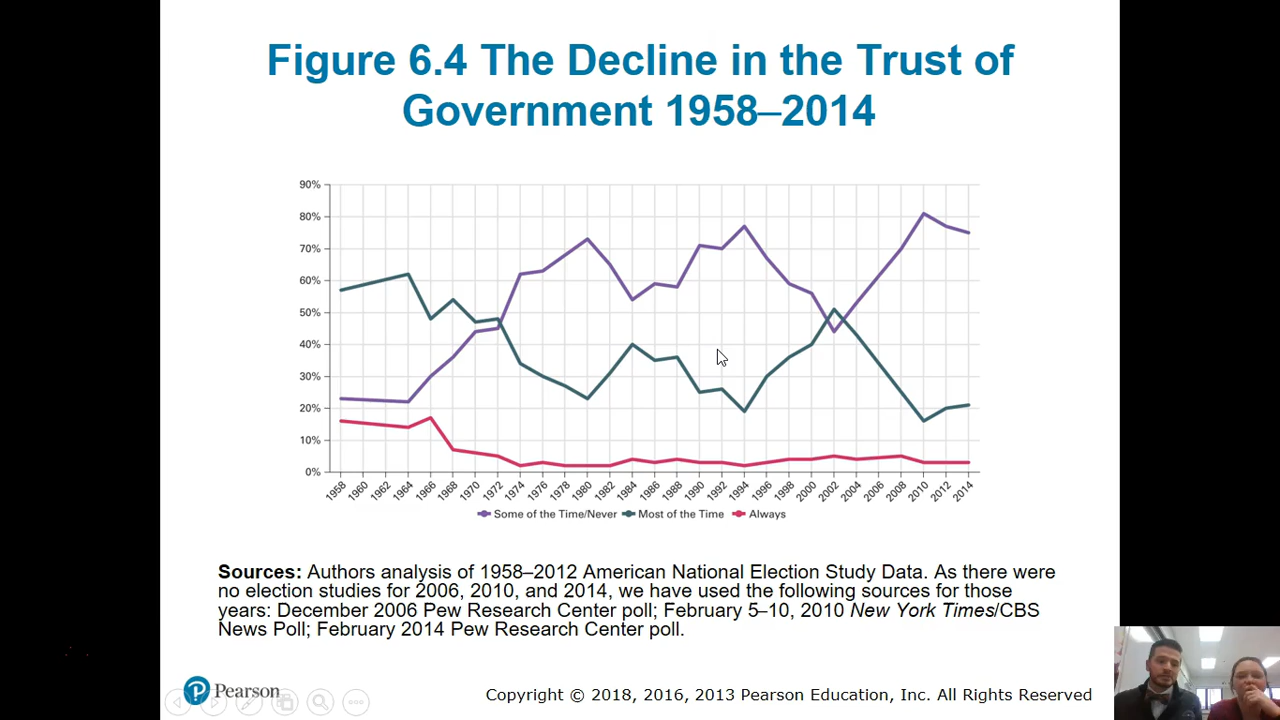 Figure 6.4 The Decline in the Trust of
Government 1958–2014
90%
80%
70%
60%
50%
40%
30%
20%
10%
0%
1958 1960 1962 1964 1966 1968 1970 1972 1974 1976 1978 1980 1982 1984 1986 1988 1990 1992 1994 1996 1998 2000 2002 2004 2006 2008 2010 2012 2014
Some of the Time/Never Most of the Time Always
Sources: Authors analysis of 1958–2012 American National Election Study Data. As there were
no election studies for 2006, 2010, and 2014, we have used the following sources for those
years: December 2006 Pew Research Center poll; February 5–10, 2010 New York Times/CBS
News Poll; February 2014 Pew Research Center poll.
P Pearson
Copyright © 2018, 2016, 2013 Pearson Education, Inc. All Rights Reserved